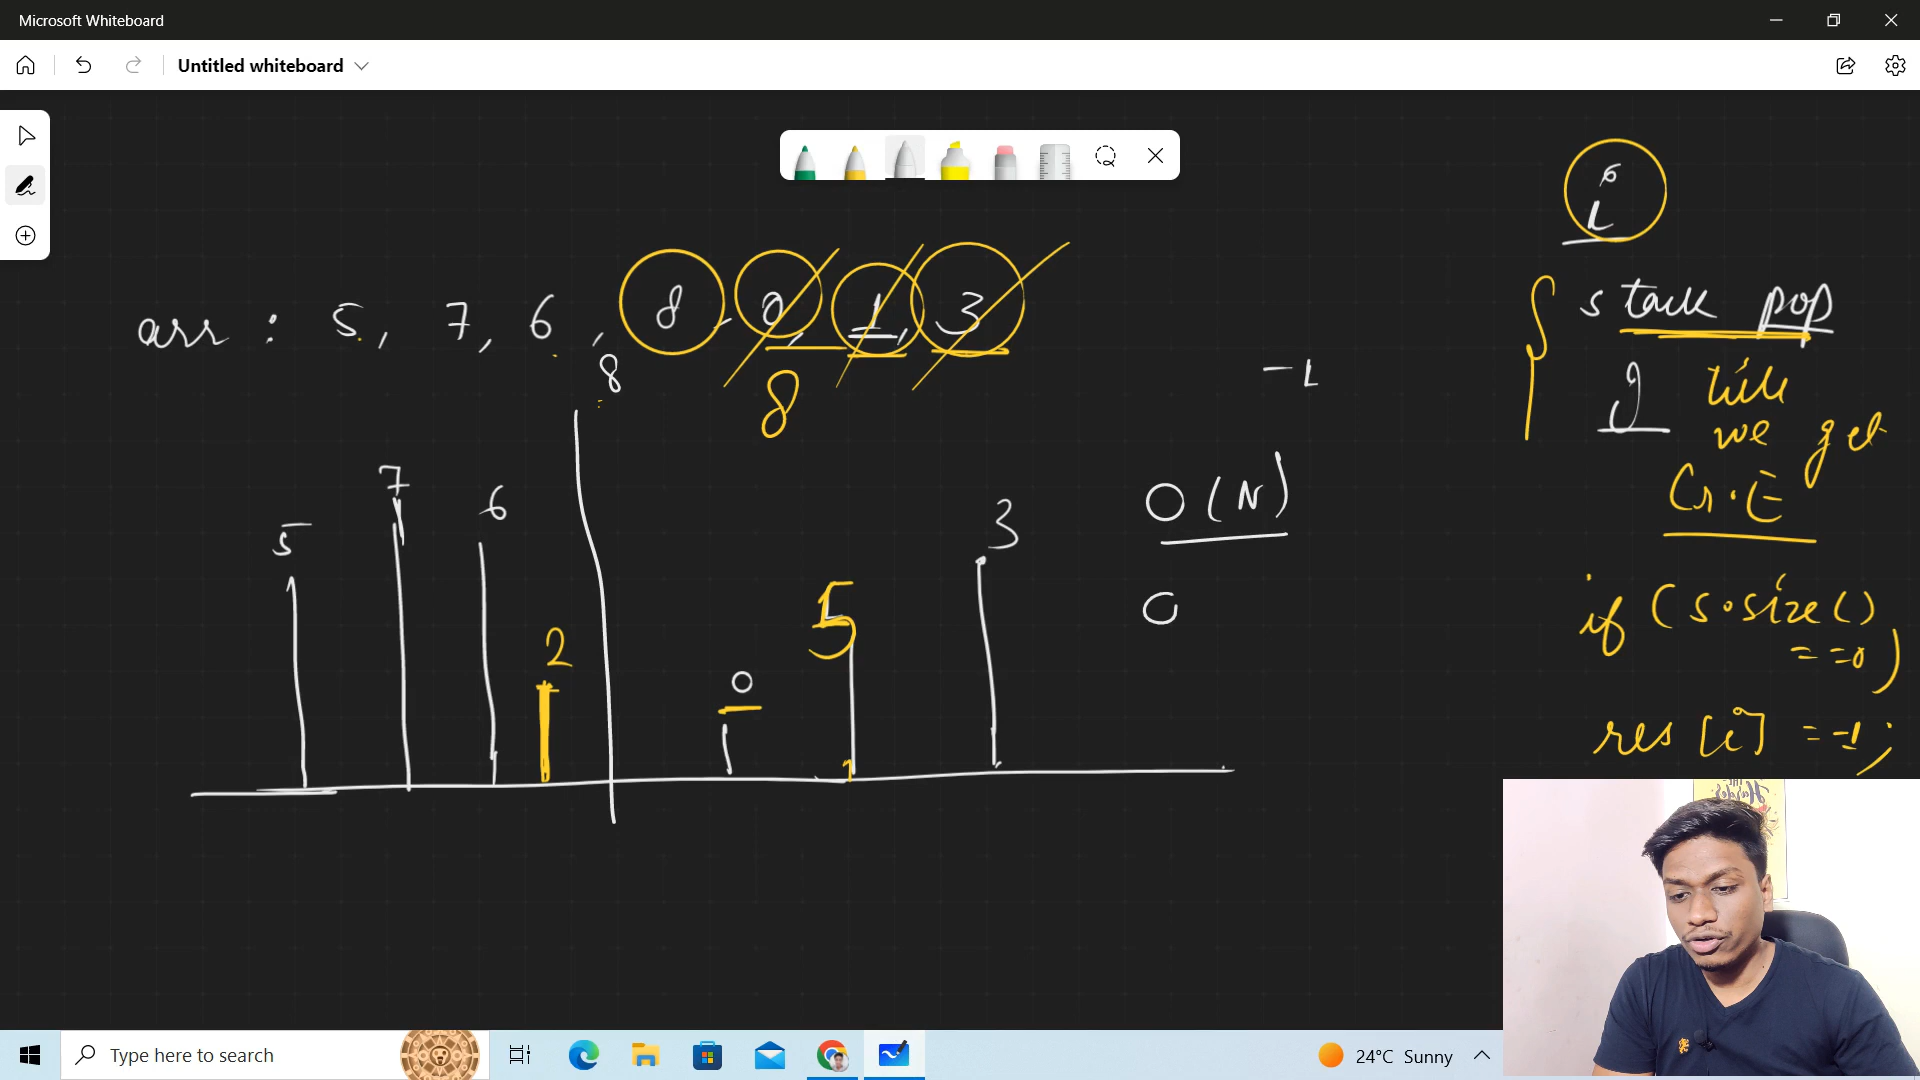 Microsoft Whiteboard
Untitled whiteboard
6
L
arr : 5, 7, 6, 8, 0, 1, 3
stack pop
8
8
-1
till
we get
Gr.E
7
6
5
3
O(N)
2
5
0
O
if (s.size()
==0)
res[i] = -1;
1
Type here to search
24°C Sunny